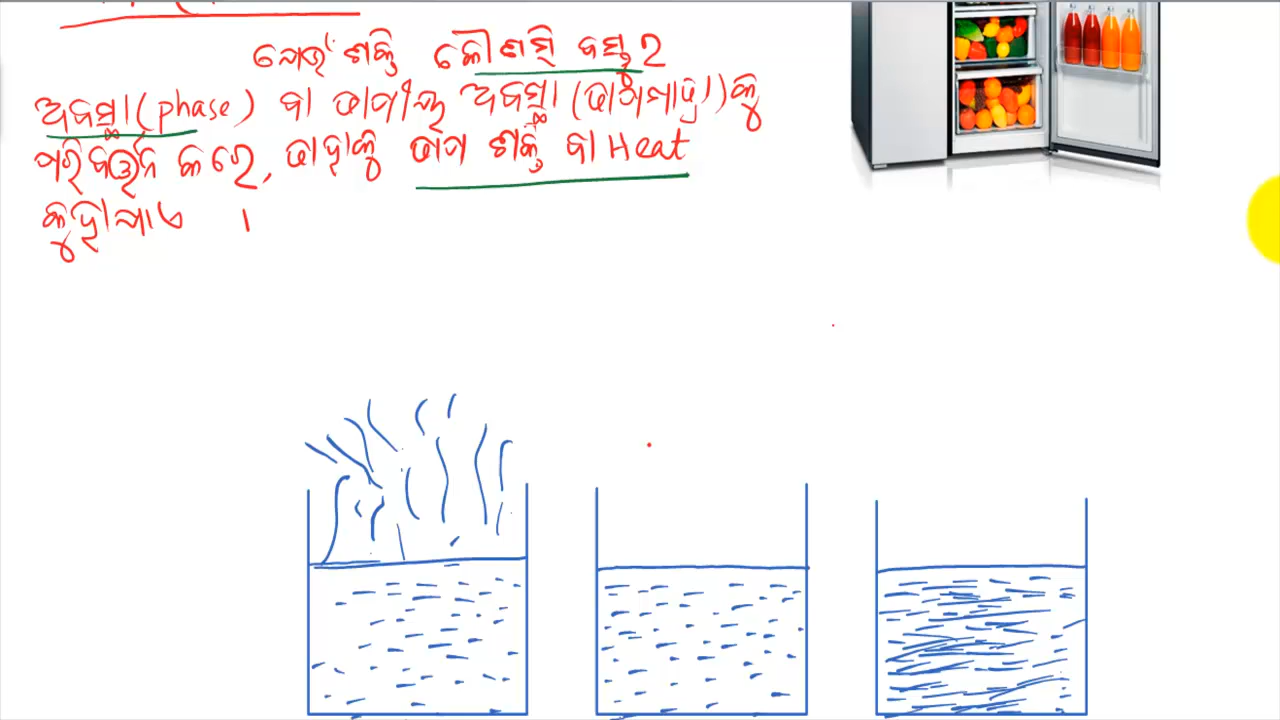 ଯେଉଁ ଶକ୍ତି କୌଣସି ବସ୍ତୁର
ଅବସ୍ଥା (phase) ବା ତାପୀୟ ଅବସ୍ଥା (ତାପମାତ୍ରା) କୁ
ପରିବର୍ତ୍ତନ କରେ, ତାହାକୁ ତାପ ଶକ୍ତି ବା Heat
କୁହାଯାଏ ।